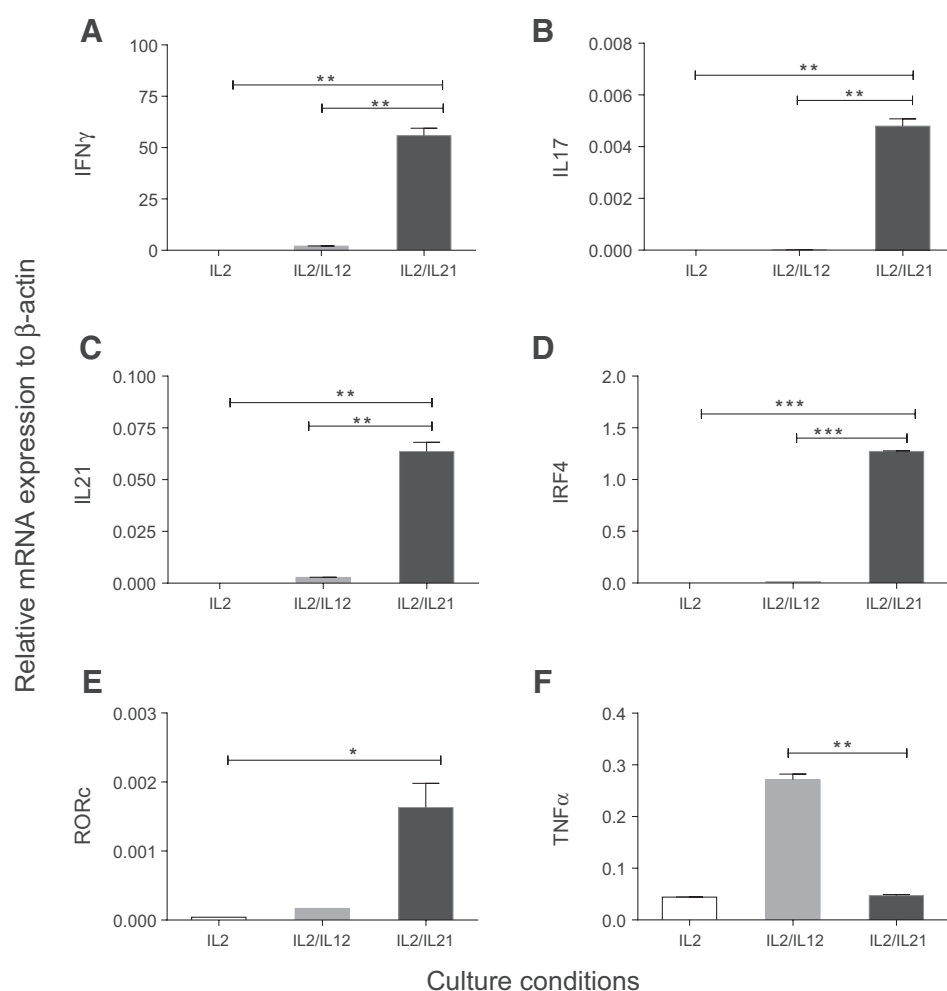 A
IFNγ
100
75
50
25
0
**
**
IL2
IL2/IL12
IL2/IL21
B
IL17
0.008
0.006
0.004
0.002
0.000
**
**
IL2
IL2/IL12
IL2/IL21
Relative mRNA expression to β-actin
C
IL21
0.100
0.075
0.050
0.025
0.000
**
**
IL2
IL2/IL12
IL2/IL21
D
IRF4
2.0
1.5
1.0
0.5
0.0
***
***
IL2
IL2/IL12
IL2/IL21
E
RORc
0.003
0.002
0.001
0.000
*
IL2
IL2/IL12
IL2/IL21
F
TNFα
0.4
0.3
0.2
0.1
0.0
**
IL2
IL2/IL12
IL2/IL21
Culture conditions